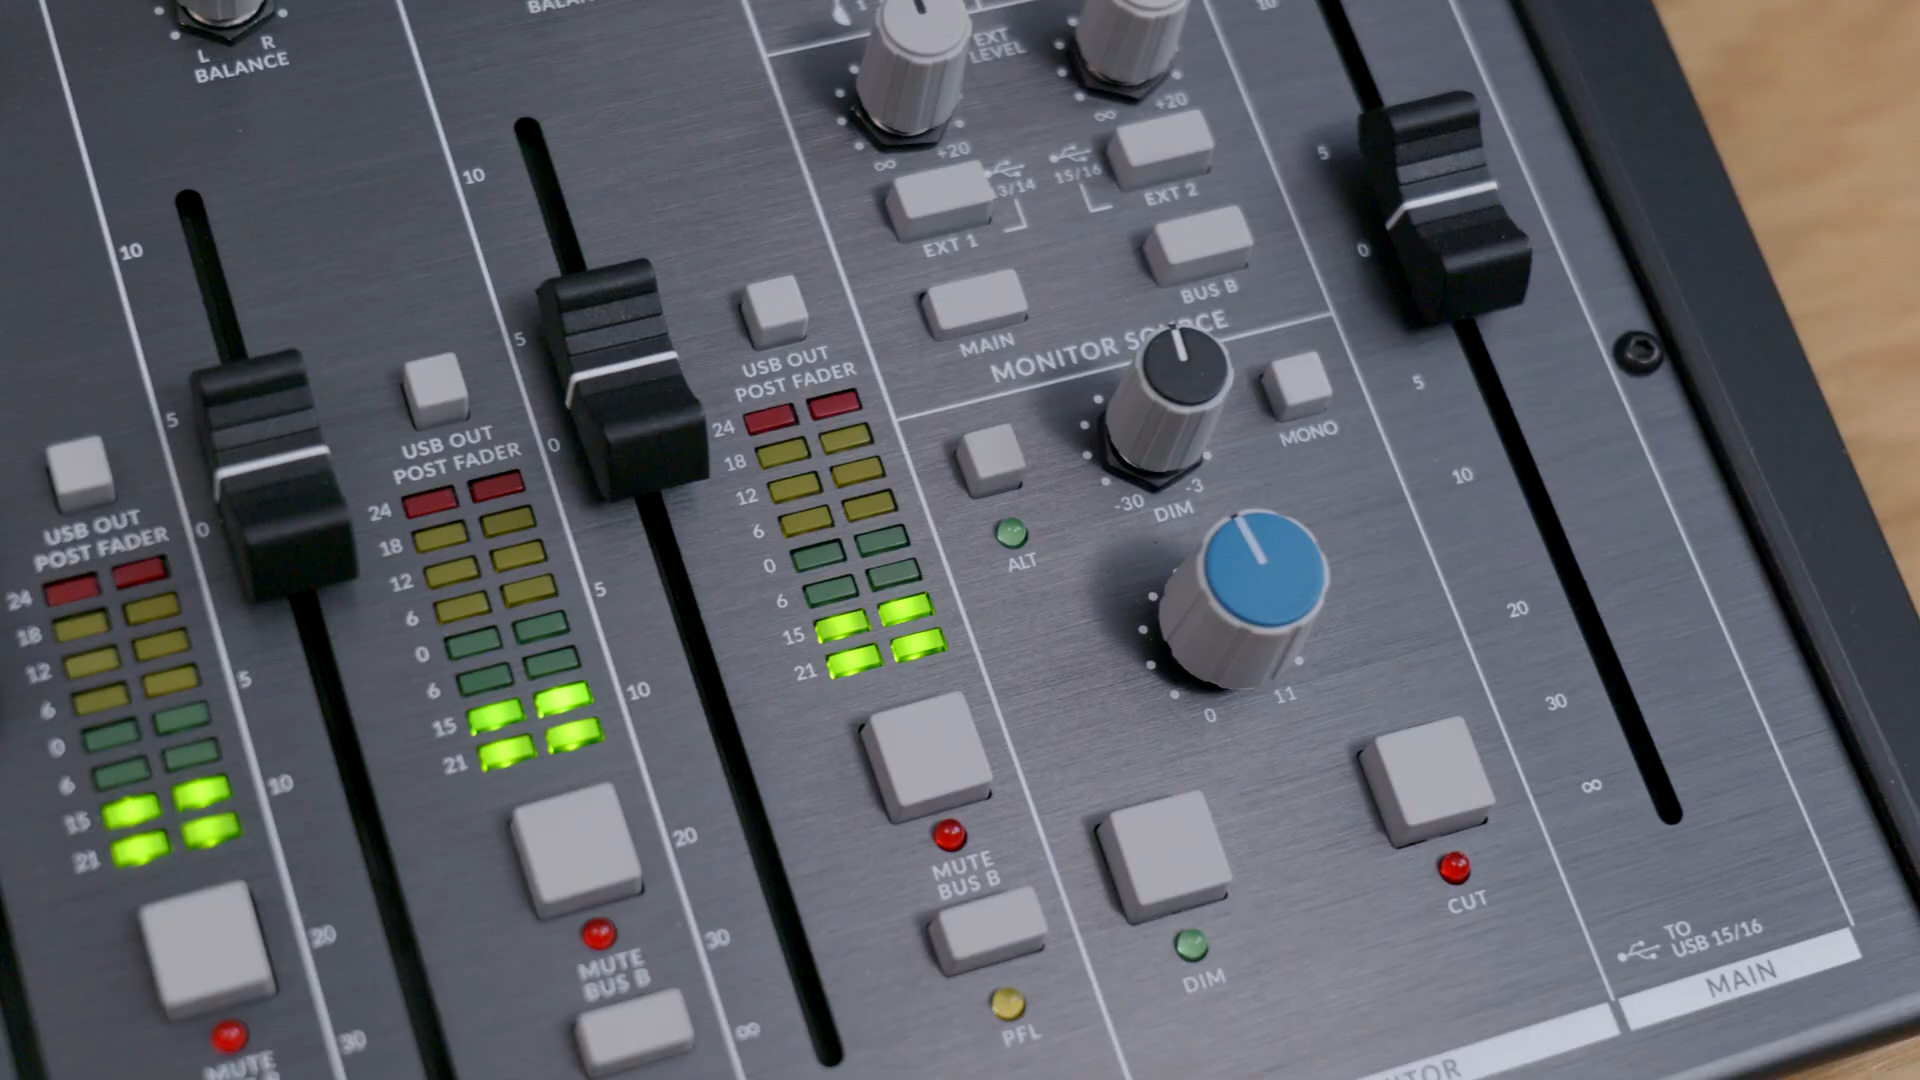 L R
BALANCE
10
5
0
5
10
20
30
USB OUT
POST FADER
24
18
12
6
0
6
15
21
MUTE
10
5
0
5
10
20
30
∞
USB OUT
POST FADER
24
18
12
6
0
6
15
21
MUTE
BUS B
USB OUT
POST FADER
24
18
12
6
0
6
15
21
MUTE
BUS B
PFL
EXT
LEVEL
∞ +20
∞ +20
13/14
15/16
EXT 1
EXT 2
MAIN
BUS B
MONITOR SOURCE
MONO
-30 -3
DIM
ALT
0 11
DIM
CUT
10
5
0
5
10
20
30
∞
TO
USB 15/16
MAIN